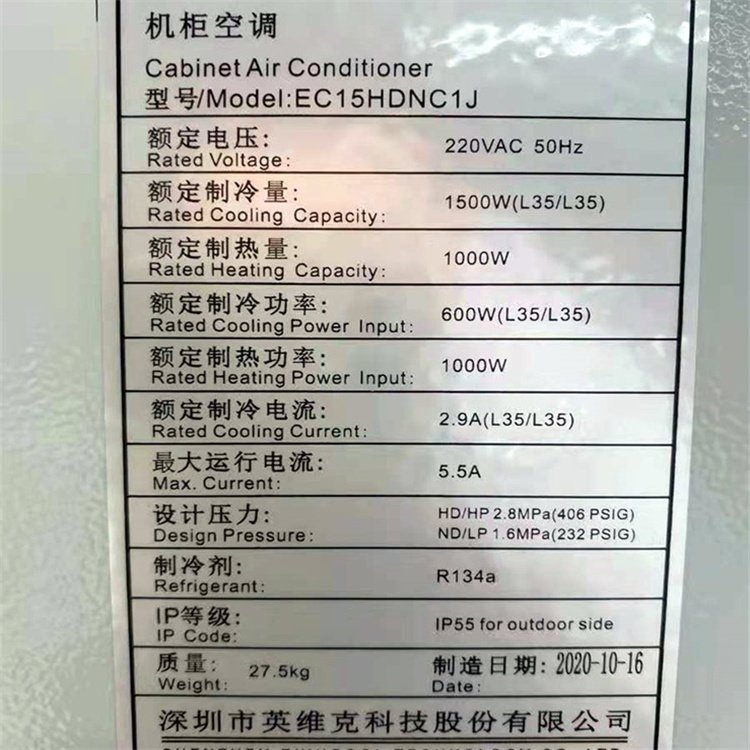 机柜空调
Cabinet Air Conditioner
型号/Model:EC15HDNC1J
额定电压:
Rated Voltage:
220VAC 50Hz
额定制冷量:
Rated Cooling Capacity:
1500W(L35/L35)
额定制热量:
Rated Heating Capacity:
1000W
额定制冷功率:
Rated Cooling Power Input:
600W(L35/L35)
额定制热功率:
Rated Heating Power Input:
1000W
额定制冷电流:
Rated Cooling Current:
2.9A(L35/L35)
最大运行电流:
Max. Current:
5.5A
设计压力:
Design Pressure:
HD/HP 2.8MPa(406 PSIG)
ND/LP 1.6MPa(232 PSIG)
制冷剂:
Refrigerant:
R134a
IP等级:
IP Code:
IP55 for outdoor side
质量:
Weight:
27.5kg
制造日期: 2020-10-16
Date:
深圳市英维克科技股份有限公司